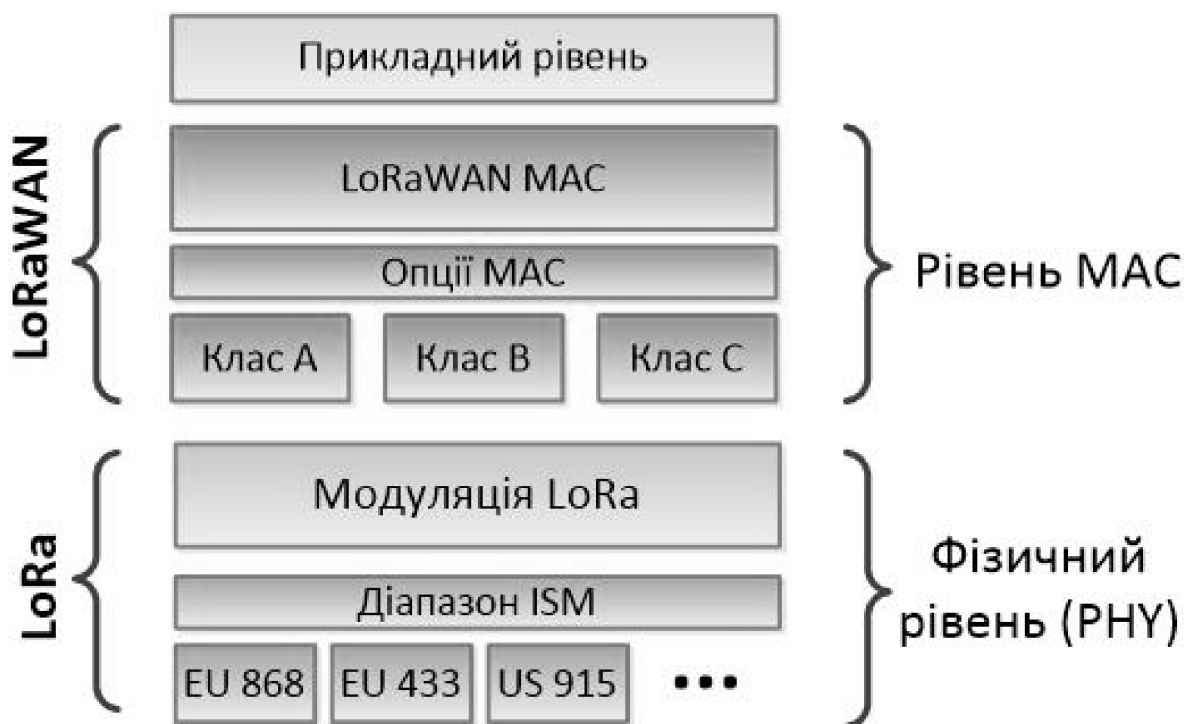 Прикладний рівень
LoRaWAN
LoRaWAN MAC
Опції MAC
Клас A
Клас B
Клас C
Рівень MAC
LoRa
Модуляція LoRa
Діапазон ISM
EU 868
EU 433
US 915
•••
Фізичний
рівень (PHY)